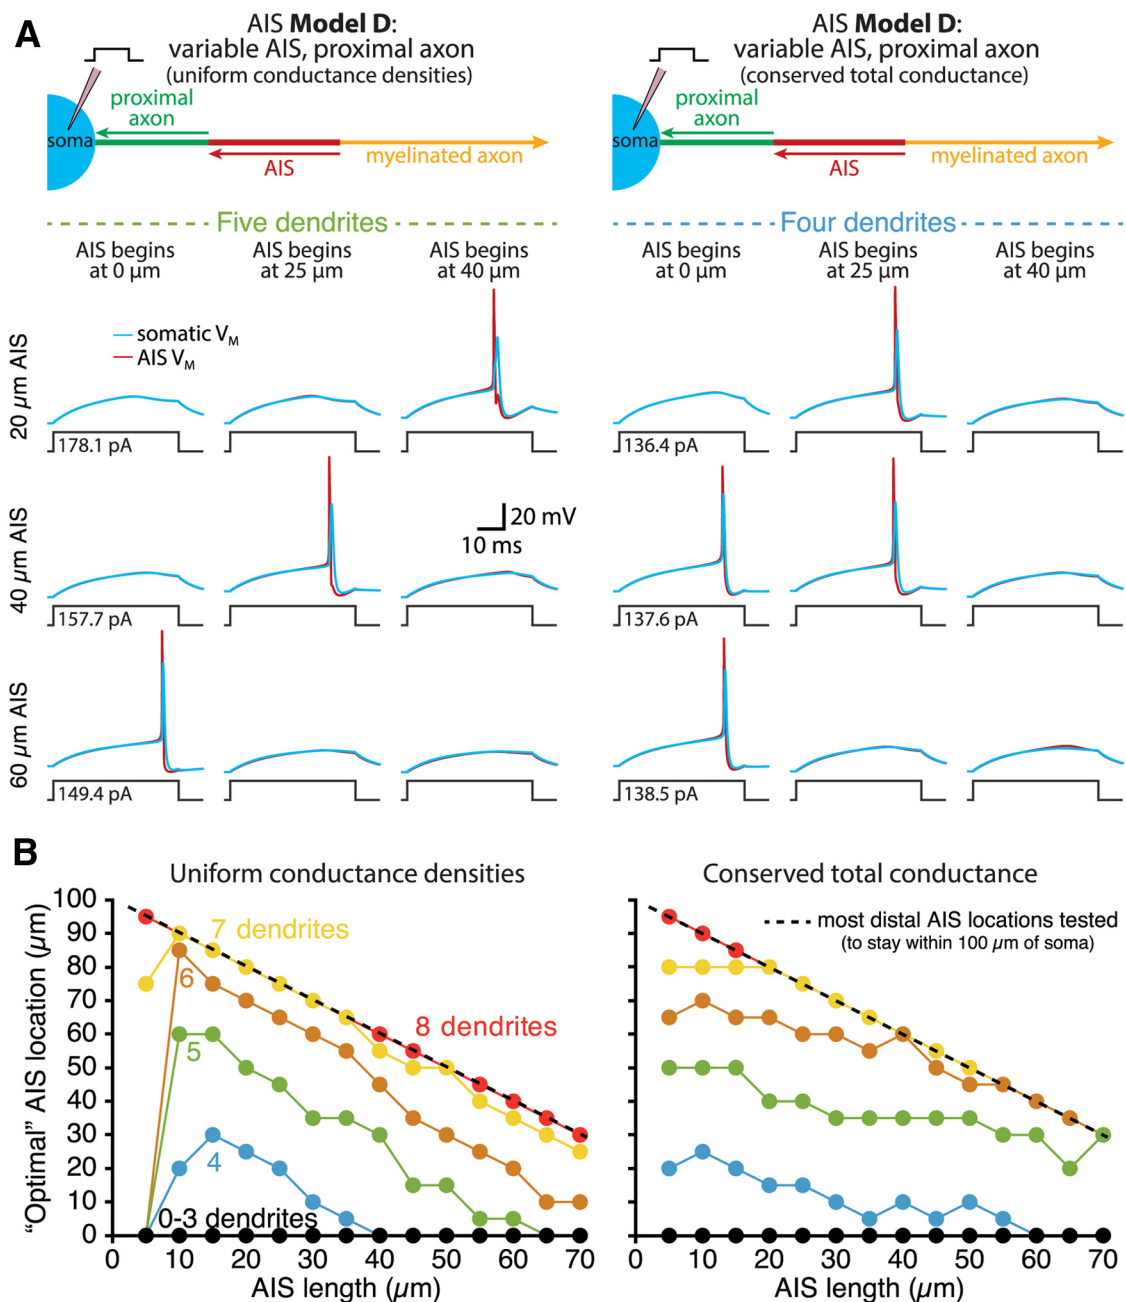 A
AIS Model D:
variable AIS, proximal axon
(uniform conductance densities)
proximal
axon
soma
AIS
myelinated axon
AIS Model D:
variable AIS, proximal axon
(conserved total conductance)
proximal
axon
soma
AIS
myelinated axon
Five dendrites
Four dendrites
AIS begins
at 0 µm
AIS begins
at 25 µm
AIS begins
at 40 µm
AIS begins
at 0 µm
AIS begins
at 25 µm
AIS begins
at 40 µm
20 µm AIS
somatic VM
AIS VM
178.1 pA
136.4 pA
40 µm AIS
20 mV
10 ms
157.7 pA
137.6 pA
60 µm AIS
149.4 pA
138.5 pA
B
Uniform conductance densities
"Optimal" AIS location (µm)
100
90
80
70
60
50
40
30
20
10
0
7 dendrites
6
8 dendrites
5
4
0-3 dendrites
0 10 20 30 40 50 60 70
AIS length (µm)
Conserved total conductance
most distal AIS locations tested
(to stay within 100 µm of soma)
0 10 20 30 40 50 60 70
AIS length (µm)